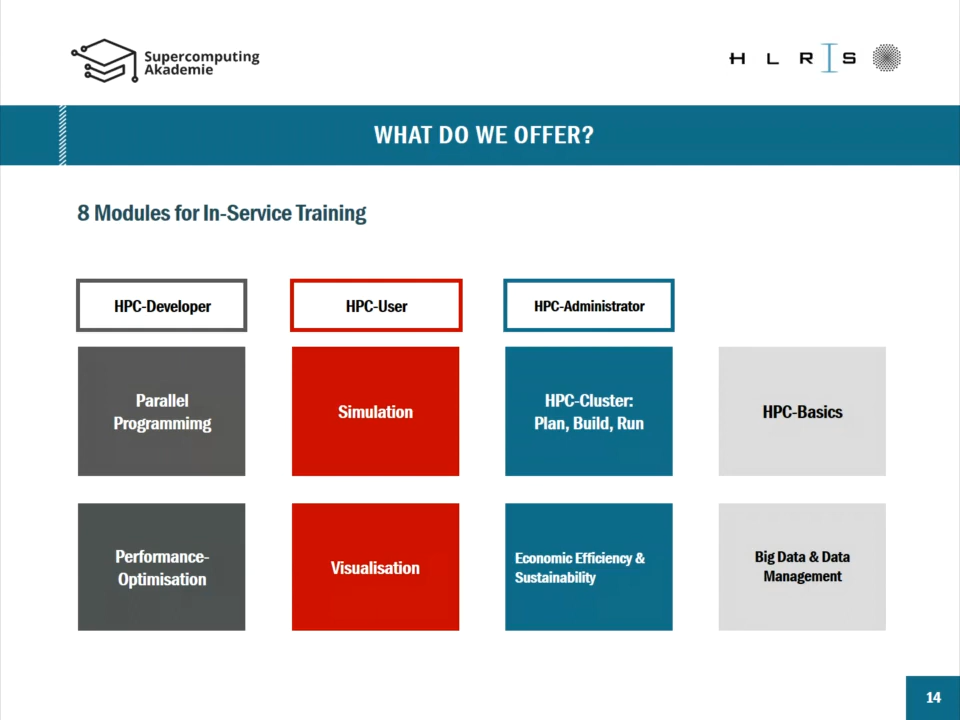 Supercomputing
Akademie
H L R I S
WHAT DO WE OFFER?
8 Modules for In-Service Training
HPC-Developer
HPC-User
HPC-Administrator
Parallel
Programmimg
Simulation
HPC-Cluster:
Plan, Build, Run
HPC-Basics
Performance-
Optimisation
Visualisation
Economic Efficiency &
Sustainability
Big Data & Data
Management
14